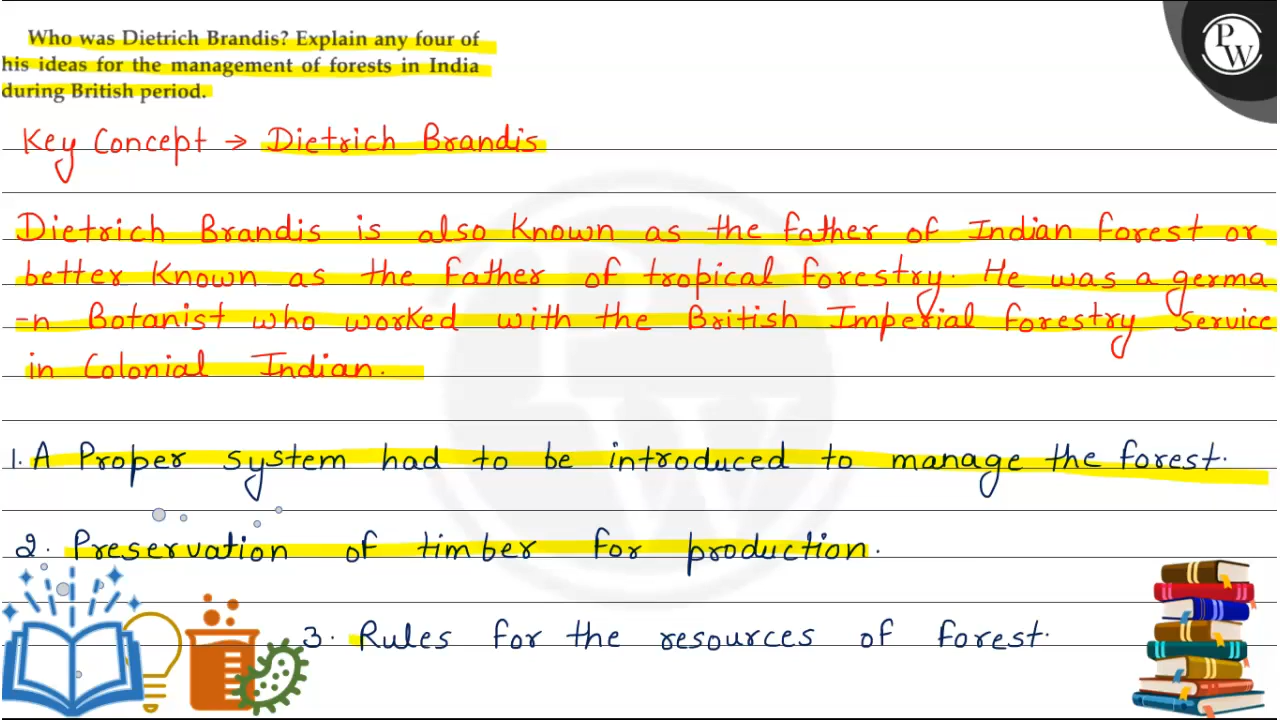 Who was Dietrich Brandis? Explain any four of
his ideas for the management of forests in India
during British period.
PW
Key Concept → Dietrich Brandis
Dietrich Brandis is also known as the father of Indian forest or
better known as the father of tropical forestry. He was a germa
-n Botanist who worked with the British Imperial forestry service
in Colonial Indian.
1. A Proper system had to be introduced to manage the forest.
2. Preservation of timber for production.
3. Rules for the resources of forest.